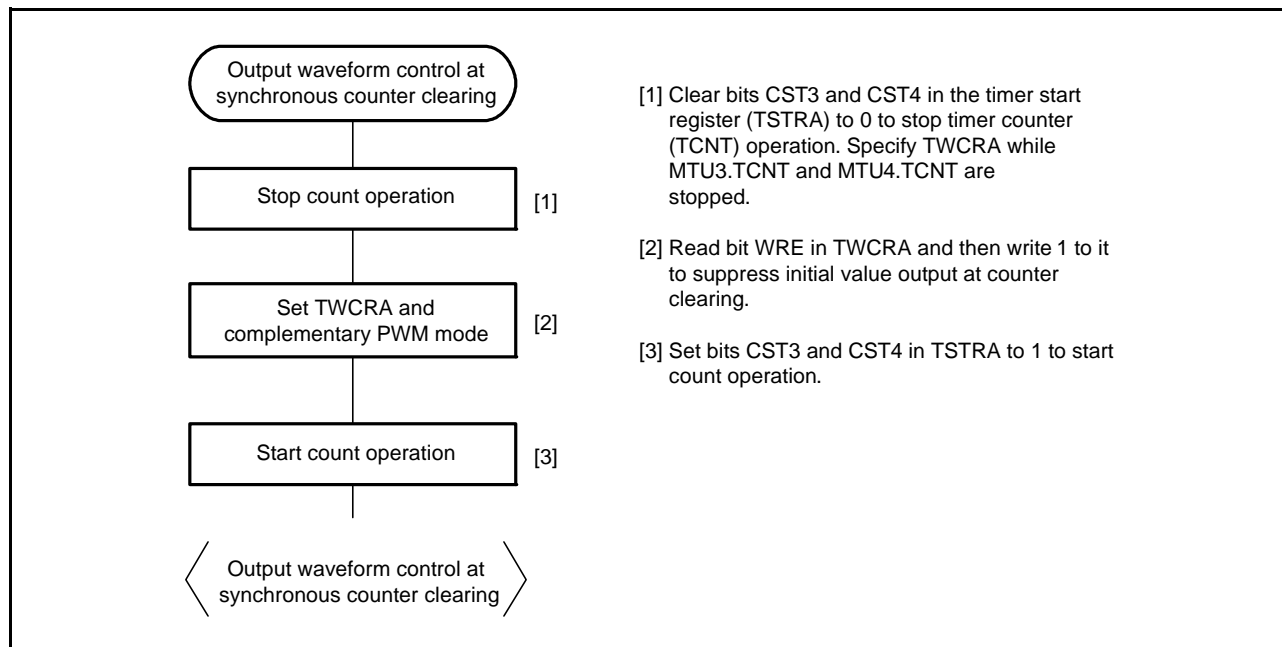 Output waveform control at
synchronous counter clearing
Stop count operation
[1]
Set TWCRA and
complementary PWM mode
[2]
Start count operation
[3]
Output waveform control at
synchronous counter clearing
[1] Clear bits CST3 and CST4 in the timer start
register (TSTRA) to 0 to stop timer counter
(TCNT) operation. Specify TWCRA while
MTU3.TCNT and MTU4.TCNT are
stopped.
[2] Read bit WRE in TWCRA and then write 1 to it
to suppress initial value output at counter
clearing.
[3] Set bits CST3 and CST4 in TSTRA to 1 to start
count operation.